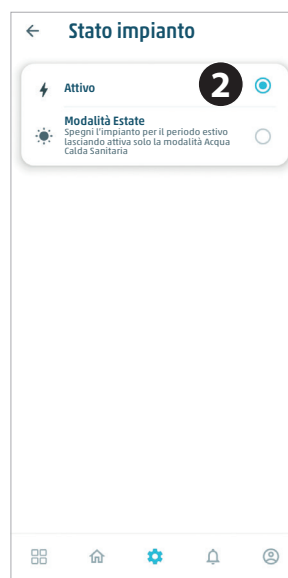 Stato impianto
Attivo
2
Modalità Estate
Spegni l'impianto per il periodo estivo
lasciando attiva solo la modalità Acqua
Calda Sanitaria